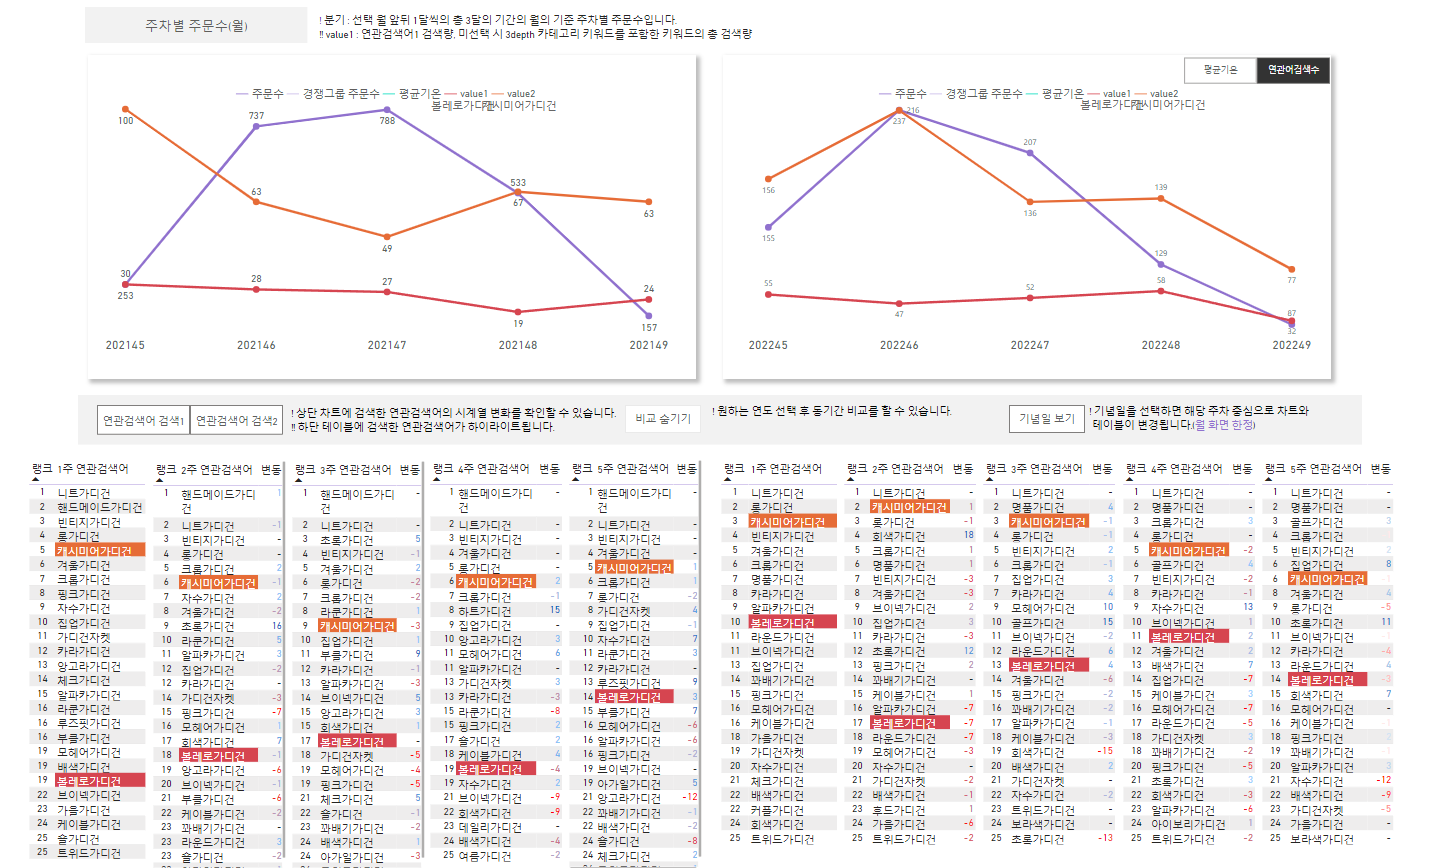 주차별 주문수(월)
! 분기 : 선택 월 앞뒤 1달씩의 총 3달의 기간의 월의 기준 주차별 주문수입니다.
!! value1 : 연관검색어1 검색량, 미선택 시 3depth 카테고리 키워드를 포함한 키워드의 총 검색량
주문수 경쟁그룹 주문수 평균기온 value1 value2
볼레로가디건 캐시미어가디건
100
737
788
533
63
67
63
49
30
253
28
27
19
24
157
202145 202146 202147 202148 202149
평균기온 연관어검색수
주문수 경쟁그룹 주문수 평균기온 value1 value2
볼레로가디건 캐시미어가디건
216
237
207
156
155
136
139
129
77
55
47
52
58
87
32
202245 202246 202247 202248 202249
연관검색어 검색1 연관검색어 검색2
! 상단 차트에 검색한 연관검색어의 시계열 변화를 확인할 수 있습니다.
!! 하단 테이블에 검색한 연관검색어가 하이라이트됩니다.
비교 숨기기
! 원하는 연도 선택 후 동기간 비교를 할 수 있습니다.
기념일 보기
! 기념일을 선택하면 해당 주차 중심으로 차트와
테이블이 변경됩니다.(월 화면 한정)
랭크 1주 연관검색어
1 니트가디건
2 핸드메이드가디건
3 빈티지가디건
4 롱가디건
5 캐시미어가디건
6 겨울가디건
7 크롭가디건
8 핑크가디건
9 자수가디건
10 집업가디건
11 가디건자켓
12 카라가디건
13 앙고라가디건
14 체크가디건
15 알파카가디건
16 라쿤가디건
16 루즈핏가디건
16 부클가디건
19 모헤어가디건
19 배색가디건
19 볼레로가디건
22 브이넥가디건
23 가을가디건
24 케이블가디건
25 숄가디건
25 트위드가디건
랭크 2주 연관검색어 변동
1 핸드메이드가디건 1
2 니트가디건 -1
3 빈티지가디건 -
4 롱가디건 -
5 크롭가디건 2
6 캐시미어가디건 -1
7 자수가디건 2
8 겨울가디건 -2
9 초롱가디건 16
10 라쿤가디건 5
11 알파카가디건 3
12 집업가디건 -2
12 카라가디건 -
14 가디건자켓 -3
15 핑크가디건 -7
16 모헤어가디건 1
17 회색가디건 7
18 볼레로가디건 -1
19 앙고라가디건 -6
20 브이넥가디건 -1
21 부클가디건 -6
22 케이블가디건 -2
23 꽈배기가디건 -
23 라운드가디건 3
23 숄가디건 -2
랭크 3주 연관검색어 변동
1 핸드메이드가디건 -
2 니트가디건 -
3 초롱가디건 5
4 빈티지가디건 -1
5 겨울가디건 2
6 롱가디건 -2
7 크롭가디건 -2
8 라쿤가디건 1
9 캐시미어가디건 -3
10 집업가디건 1
11 부클가디건 9
12 카라가디건 -1
13 알파카가디건 -3
14 브이넥가디건 5
15 앙고라가디건 3
15 회색가디건 1
17 볼레로가디건 -
18 가디건자켓 -5
19 모헤어가디건 -4
19 핑크가디건 -5
21 체크가디건 5
22 숄가디건 -1
23 꽈배기가디건 -2
24 배색가디건 1
24 아가일가디건 -3
랭크 4주 연관검색어 변동
1 핸드메이드가디건 -
2 니트가디건 -
3 빈티지가디건 -
4 겨울가디건 -
5 롱가디건 -
6 캐시미어가디건 2
7 크롭가디건 -1
8 하트가디건 15
9 집업가디건 -
10 앙고라가디건 3
11 모헤어가디건 6
11 알파카가디건 -
13 가디건자켓 3
13 카라가디건 -3
15 라쿤가디건 -8
15 핑크가디건 2
17 숄가디건 2
18 케이블가디건 4
19 볼레로가디건 -4
19 자수가디건 2
21 브이넥가디건 -9
22 회색가디건 -9
23 데일리가디건 -
24 배색가디건 -4
25 여름가디건 -2
랭크 5주 연관검색어 변동
1 핸드메이드가디건 -
2 니트가디건 -
3 빈티지가디건 -
4 겨울가디건 -
5 캐시미어가디건 1
6 크롭가디건 1
7 롱가디건 -2
8 가디건자켓 4
9 집업가디건 -1
10 자수가디건 7
11 라쿤가디건 3
12 카라가디건 -
13 루즈핏가디건 9
14 볼레로가디건 3
15 부클가디건 7
16 모헤어가디건 -6
16 알파카가디건 -6
16 핑크가디건 -2
19 브이넥가디건 -
19 아가일가디건 5
21 앙고라가디건 -12
22 배색가디건 -2
24 숄가디건 -8
24 체크가디건 2
랭크 1주 연관검색어
1 니트가디건
2 롱가디건
3 캐시미어가디건
4 빈티지가디건
5 겨울가디건
6 크롭가디건
7 명품가디건
8 카라가디건
9 알파카가디건
10 볼레로가디건
11 라운드가디건
11 브이넥가디건
13 집업가디건
14 꽈배기가디건
15 핑크가디건
16 모헤어가디건
16 케이블가디건
18 가을가디건
19 가디건자켓
20 자수가디건
21 체크가디건
22 배색가디건
22 커플가디건
24 회색가디건
25 트위드가디건
랭크 2주 연관검색어 변동
1 니트가디건 -
2 캐시미어가디건 1
3 롱가디건 -1
4 회색가디건 18
5 크롭가디건 1
6 명품가디건 1
7 빈티지가디건 -3
8 겨울가디건 -3
9 브이넥가디건 2
10 집업가디건 3
11 카라가디건 -3
12 초롱가디건 12
13 핑크가디건 2
14 꽈배기가디건 -
15 케이블가디건 1
16 알파카가디건 -7
17 볼레로가디건 -7
18 라운드가디건 -7
19 모헤어가디건 -3
20 자수가디건 -
21 가디건자켓 -2
22 배색가디건 -1
23 후드가디건 1
24 가을가디건 -6
25 트위드가디건 -2
랭크 3주 연관검색어 변동
1 니트가디건 -
2 명품가디건 4
3 캐시미어가디건 -1
4 롱가디건 -1
5 빈티지가디건 2
6 크롭가디건 -1
7 집업가디건 3
7 카라가디건 4
9 모헤어가디건 10
10 골프가디건 15
11 브이넥가디건 -2
12 라운드가디건 6
13 볼레로가디건 4
14 겨울가디건 -6
15 핑크가디건 -2
16 꽈배기가디건 -2
17 알파카가디건 -1
18 케이블가디건 -3
19 회색가디건 -15
20 배색가디건 2
21 가디건자켓 -
22 자수가디건 -2
23 트위드가디건 -
24 보라색가디건 -
25 초롱가디건 -13
랭크 4주 연관검색어 변동
1 니트가디건 -
2 명품가디건 -
3 크롭가디건 3
4 롱가디건 -
5 캐시미어가디건 -2
6 골프가디건 4
7 빈티지가디건 -2
8 카라가디건 -1
9 자수가디건 13
10 브이넥가디건 1
11 볼레로가디건 2
12 겨울가디건 2
13 배색가디건 7
14 집업가디건 -7
15 케이블가디건 3
16 모헤어가디건 -7
17 라운드가디건 -5
18 가디건자켓 3
18 꽈배기가디건 -2
20 핑크가디건 -5
21 초롱가디건 3
22 회색가디건 -3
23 알파카가디건 -6
24 아이보리가디건 1
25 트위드가디건 -2
랭크 5주 연관검색어 변동
1 니트가디건 -
2 명품가디건 -
3 골프가디건 3
4 크롭가디건
5 빈티지가디건 2
6 집업가디건 8
6 캐시미어가디건 -1
8 겨울가디건 4
9 롱가디건 -5
10 초롱가디건 11
11 브이넥가디건 -1
12 카라가디건 -4
13 라운드가디건 4
14 볼레로가디건 -3
15 회색가디건 7
16 모헤어가디건 -
16 케이블가디건
18 핑크가디건 2
19 꽈배기가디건
20 알파카가디건 3
21 자수가디건 -12
22 배색가디건 -9
23 가디건자켓 -5
24 가을가디건 -
25 보라색가디건 -